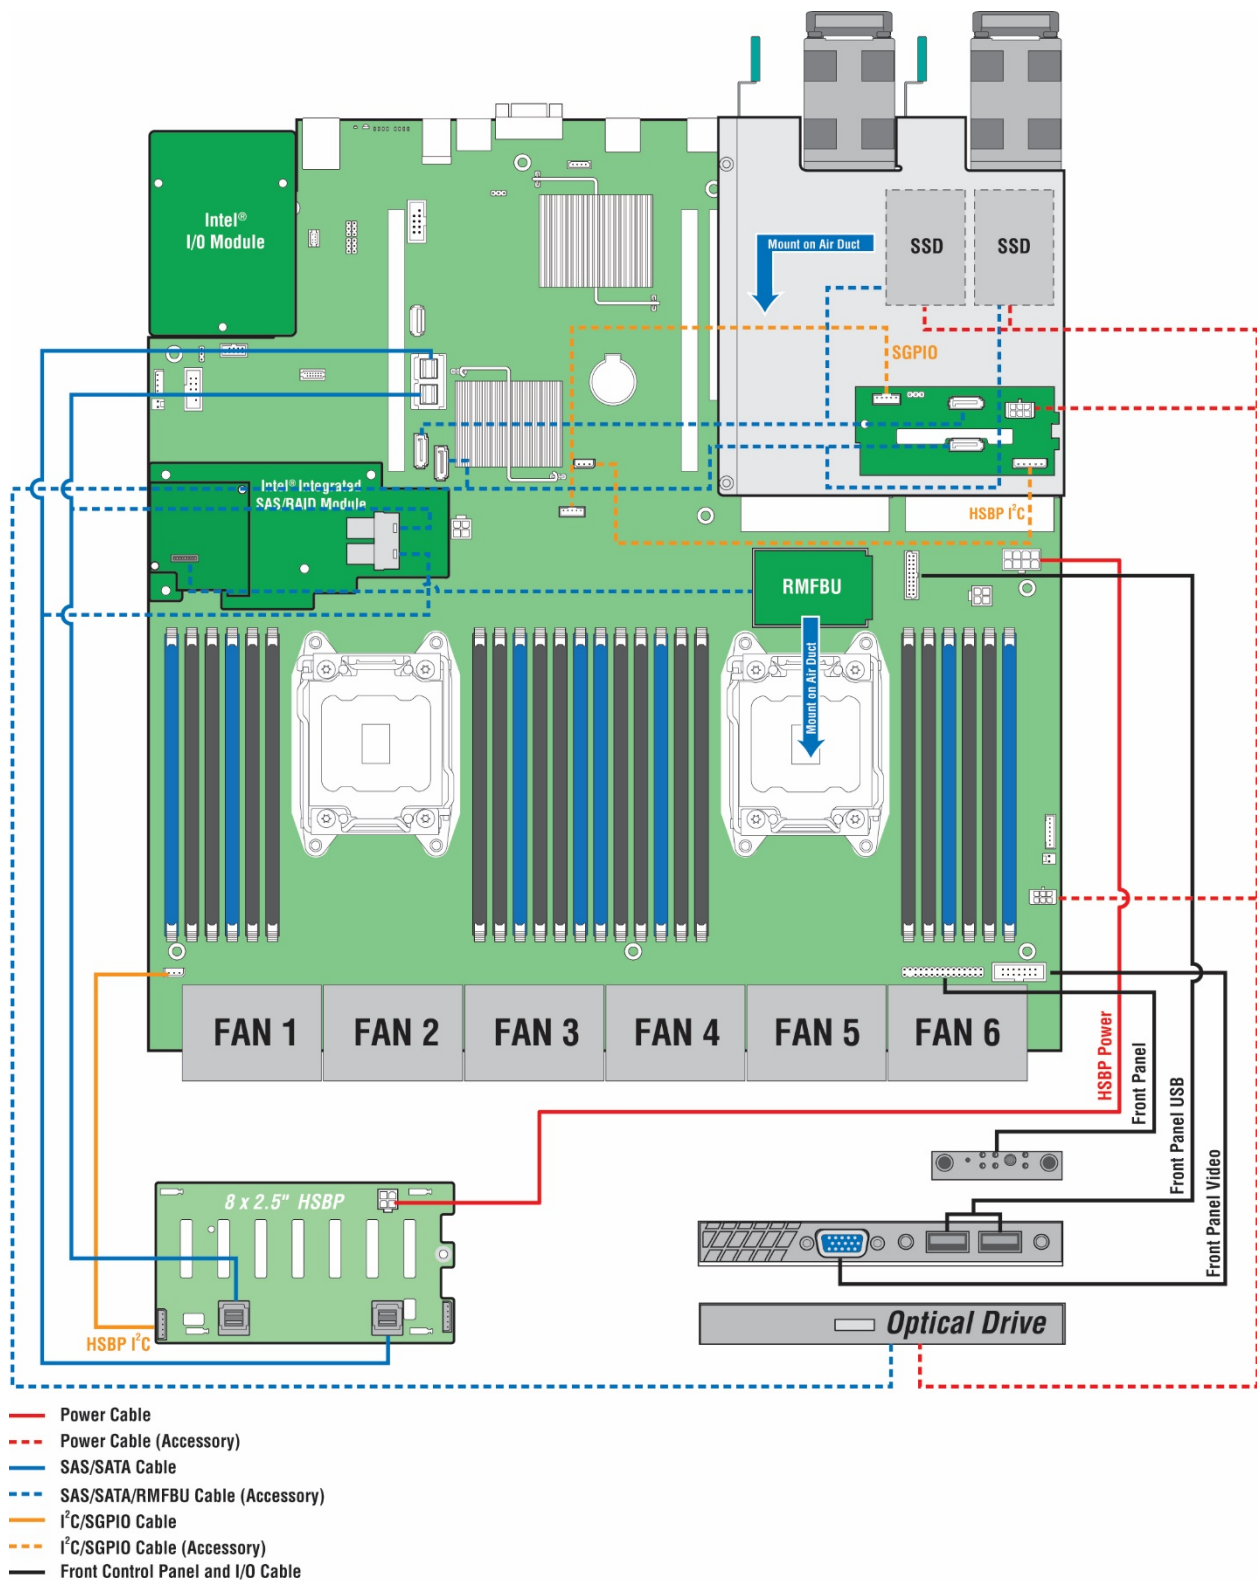 Intel®
I/O Module
Mount on Air Duct
SSD
SSD
SGPIO
Intel® Integrated
SAS/RAID Module
HSBP I²C
RMFBU
Mount on Air Duct
FAN 1
FAN 2
FAN 3
FAN 4
FAN 5
FAN 6
HSBP Power
Front Panel
Front Panel USB
Front Panel Video
8 x 2.5" HSBP
HSBP I²C
Optical Drive
Power Cable
Power Cable (Accessory)
SAS/SATA Cable
SAS/SATA/RMFBU Cable (Accessory)
I²C/SGPIO Cable
I²C/SGPIO Cable (Accessory)
Front Control Panel and I/O Cable